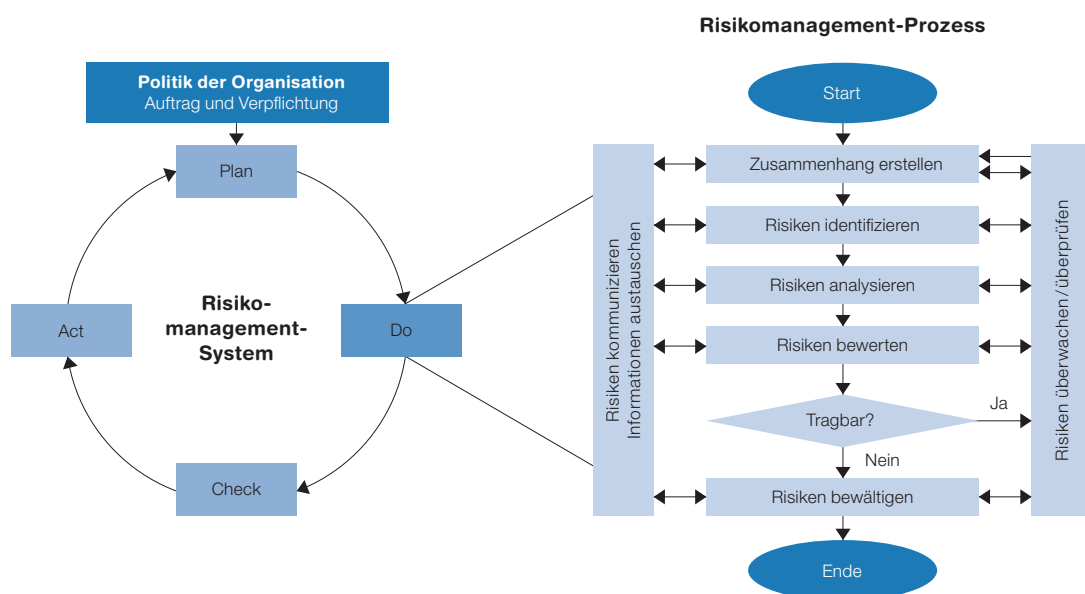 Risikomanagement-Prozess
Politik der Organisation
Auftrag und Verpflichtung
Plan
Do
Check
Act
Risiko-
management-
System
Start
Zusammenhang erstellen
Risiken identifizieren
Risiken analysieren
Risiken bewerten
Tragbar?
Ja
Nein
Risiken bewältigen
Ende
Risiken kommunizieren
Informationen austauschen
Risiken überwachen/überprüfen